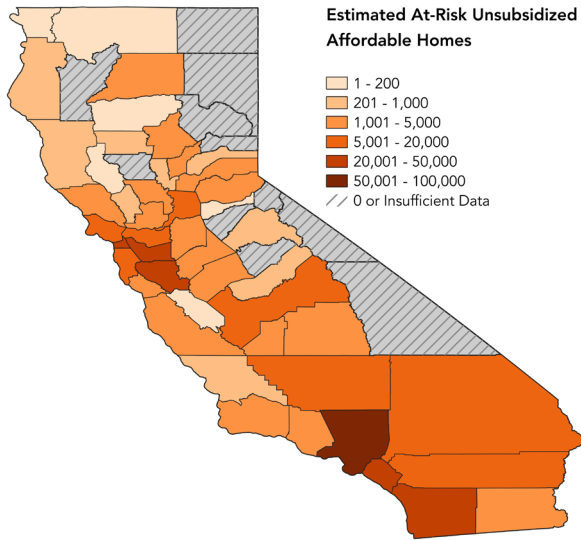 Estimated At-Risk Unsubsidized
Affordable Homes
1 - 200
201 - 1,000
1,001 - 5,000
5,001 - 20,000
20,001 - 50,000
50,001 - 100,000
0 or Insufficient Data